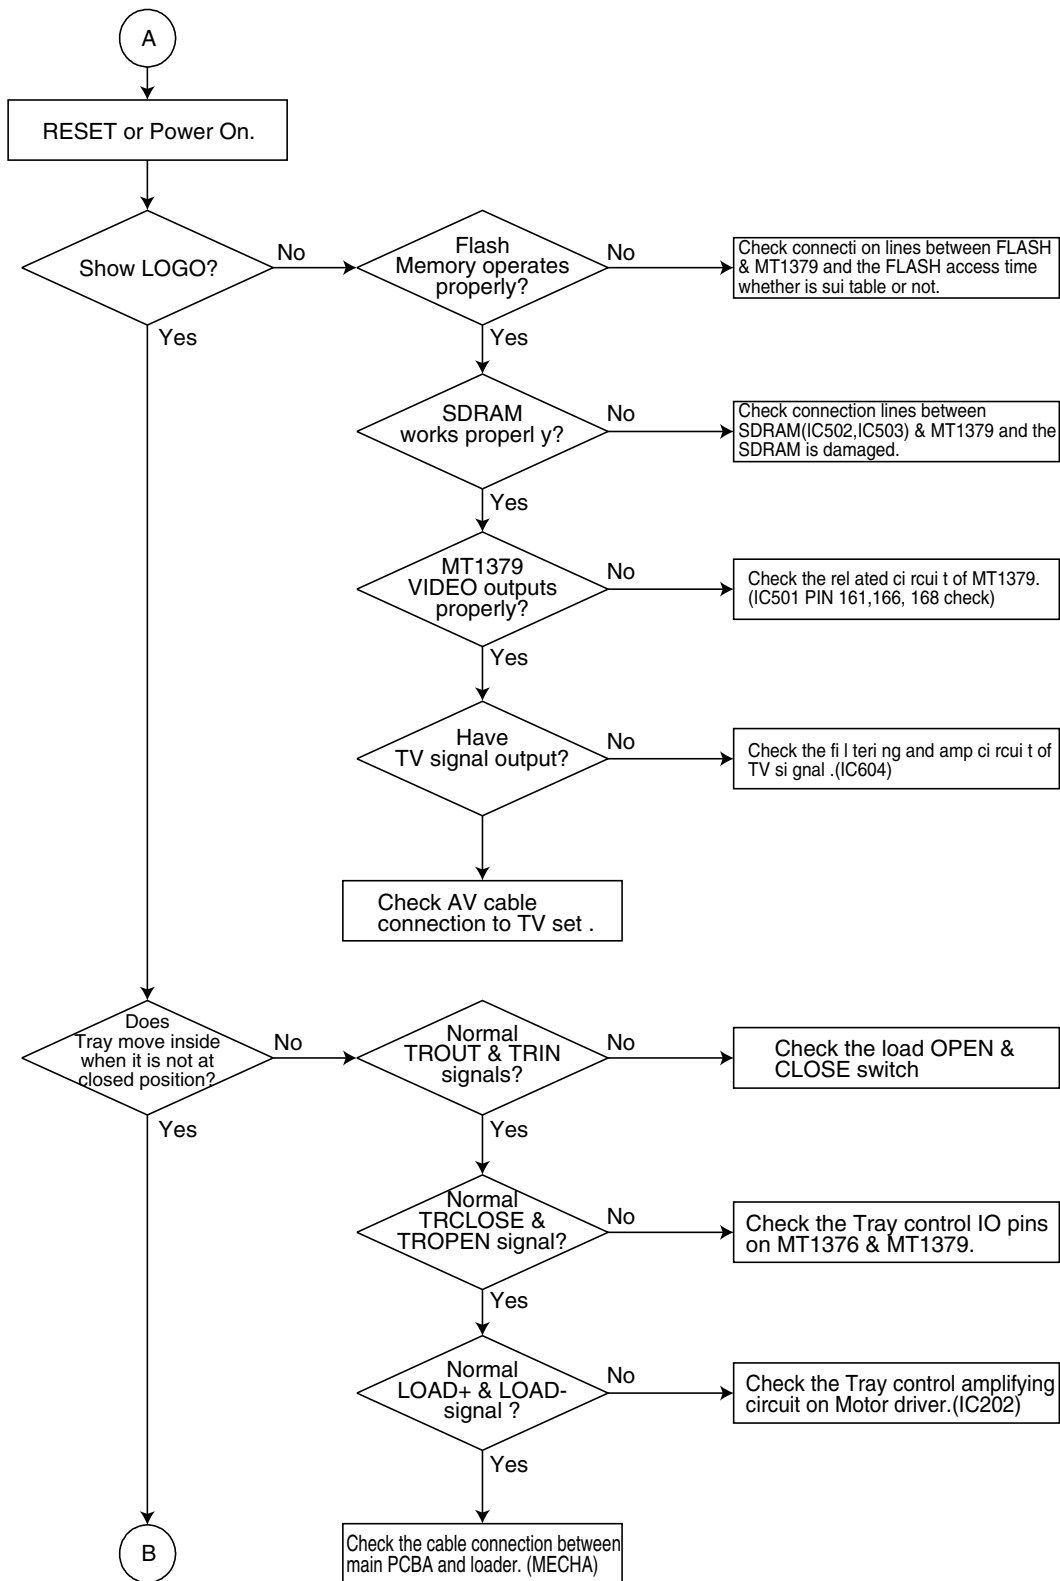 A
RESET or Power On.
Show LOGO?
No
Flash
Memory operates
properly?
No
Check connecti on lines between FLASH
& MT1379 and the FLASH access time
whether is sui table or not.
Yes
Yes
SDRAM
works properl y?
No
Check connection lines between
SDRAM(IC502,IC503) & MT1379 and the
SDRAM is damaged.
Yes
MT1379
VIDEO outputs
properly?
No
Check the rel ated ci rcui t of MT1379.
(IC501 PIN 161,166, 168 check)
Yes
Have
TV signal output?
No
Check the fi l teri ng and amp ci rcui t of
TV si gnal .(IC604)
Check AV cable
connection to TV set .
Does
Tray move inside
when it is not at
closed position?
No
Normal
TROUT & TRIN
signals?
No
Check the load OPEN &
CLOSE switch
Yes
Yes
Normal
TRCLOSE &
TROPEN signal?
No
Check the Tray control IO pins
on MT1376 & MT1379.
Yes
Normal
LOAD+ & LOAD-
signal ?
No
Check the Tray control amplifying
circuit on Motor driver.(IC202)
Yes
Check the cable connection between
main PCBA and loader. (MECHA)
B